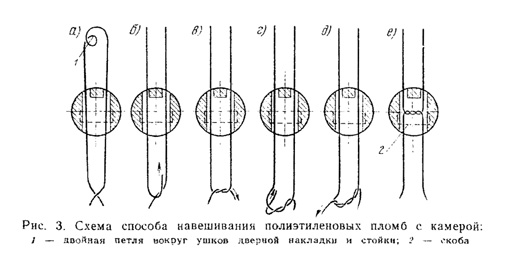 а) б) в) г) д) е)
1
2
Рис. 3. Схема способа навешивания полиэтиленовых пломб с камерой:
1 — двойная петля вокруг ушков дверной накладки и стойки; 2 — скоба